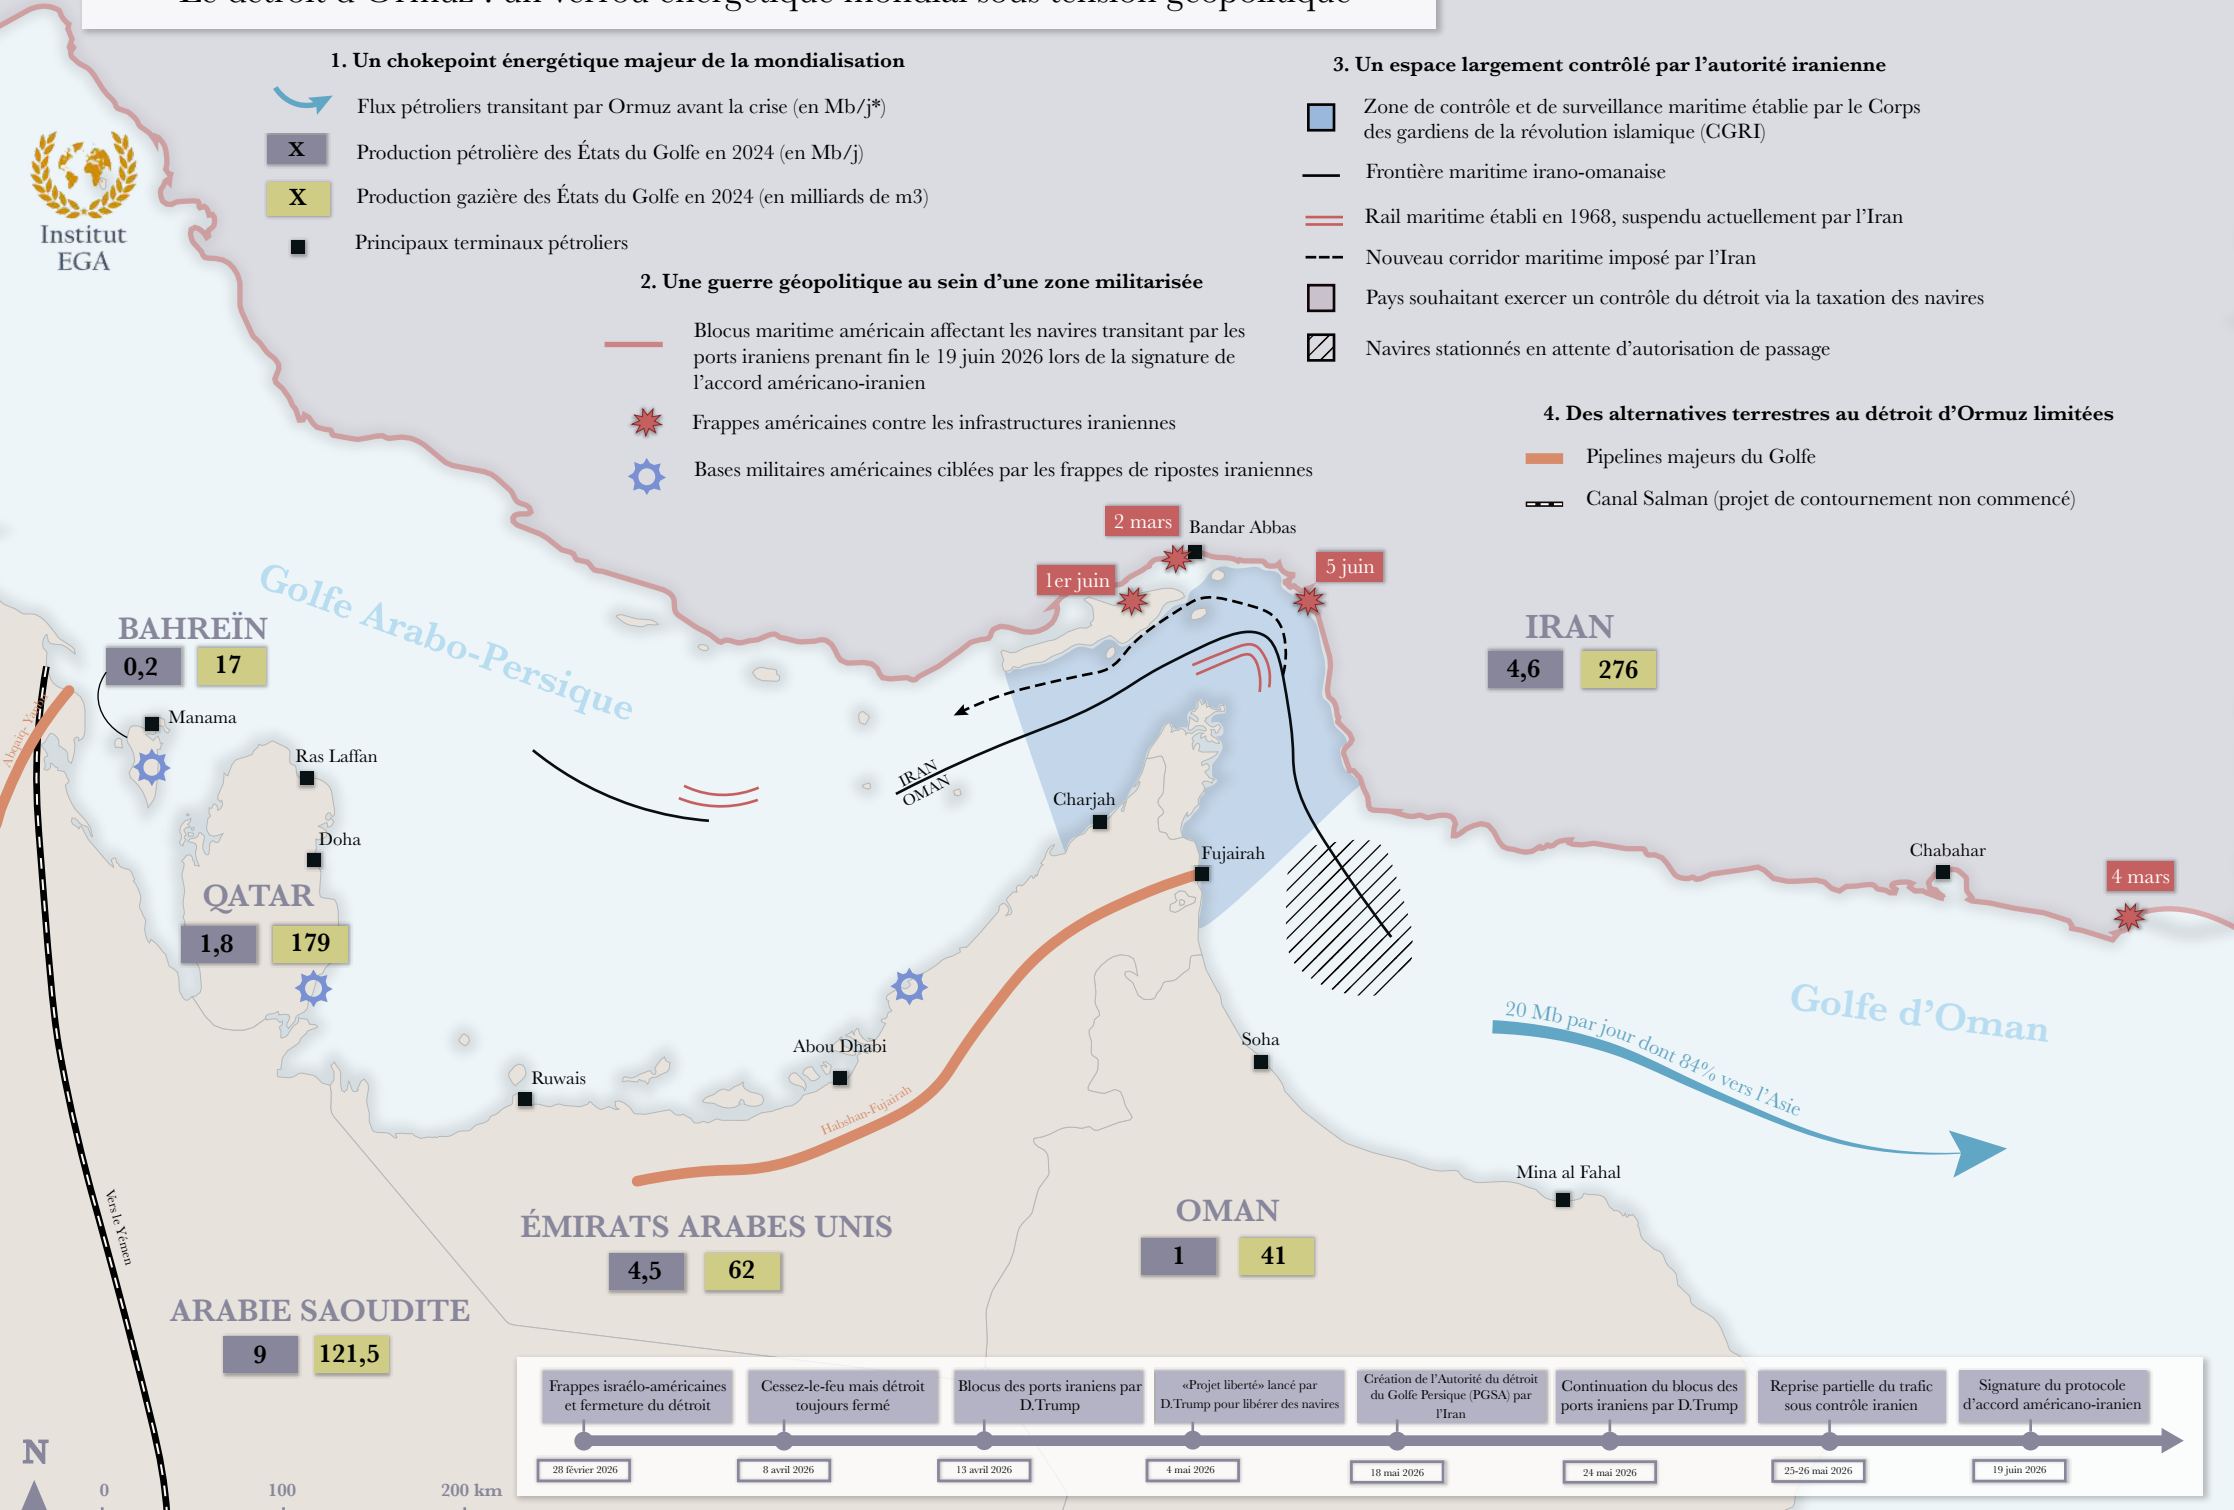 Le détroit d'Ormuz : un verrou énergétique mondial sous tension géopolitique
1. Un chokepoint énergétique majeur de la mondialisation
Flux pétroliers transitant par Ormuz avant la crise (en Mb/j*)
X
Production pétrolière des États du Golfe en 2024 (en Mb/j)
X
Production gazière des États du Golfe en 2024 (en milliards de m3)
Principaux terminaux pétroliers
Institut
EGA
2. Une guerre géopolitique au sein d'une zone militarisée
Blocus maritime américain affectant les navires transitant par les
ports iraniens prenant fin le 19 juin 2026 lors de la signature de
l'accord américano-iranien
Frappes américaines contre les infrastructures iraniennes
Bases militaires américaines ciblées par les frappes de ripostes iraniennes
3. Un espace largement contrôlé par l'autorité iranienne
Zone de contrôle et de surveillance maritime établie par le Corps
des gardiens de la révolution islamique (CGRI)
Frontière maritime irano-omanaise
Rail maritime établi en 1968, suspendu actuellement par l'Iran
Nouveau corridor maritime imposé par l'Iran
Pays souhaitant exercer un contrôle du détroit via la taxation des navires
Navires stationnés en attente d'autorisation de passage
4. Des alternatives terrestres au détroit d'Ormuz limitées
Pipelines majeurs du Golfe
Canal Salman (projet de contournement non commencé)
2 mars
Bandar Abbas
1er juin
5 juin
Golfe Arabo-Persique
BAHREÏN
0,2
17
IRAN
4,6
276
Manama
Abqaiq-Yanbu
Ras Laffan
IRAN
OMAN
Charjah
Doha
Fujairah
Chabahar
4 mars
QATAR
1,8
179
Golfe d'Oman
20 Mb par jour dont 84% vers l'Asie
Soha
Abou Dhabi
Ruwais
Habshan-Fujairah
Mina al Fahal
Vers le Yémen
ÉMIRATS ARABES UNIS
4,5
62
OMAN
1
41
ARABIE SAOUDITE
9
121,5
Frappes israélo-américaines
et fermeture du détroit
Cessez-le-feu mais détroit
toujours fermé
Blocus des ports iraniens par
D.Trump
«Projet liberté» lancé par
D.Trump pour libérer des navires
Création de l'Autorité du détroit
du Golfe Persique (PGSA) par
l'Iran
Continuation du blocus des
ports iraniens par D.Trump
Reprise partielle du trafic
sous contrôle iranien
Signature du protocole
d'accord américano-iranien
28 février 2026
8 avril 2026
13 avril 2026
4 mai 2026
18 mai 2026
24 mai 2026
25-26 mai 2026
19 juin 2026
N
0
100
200 km